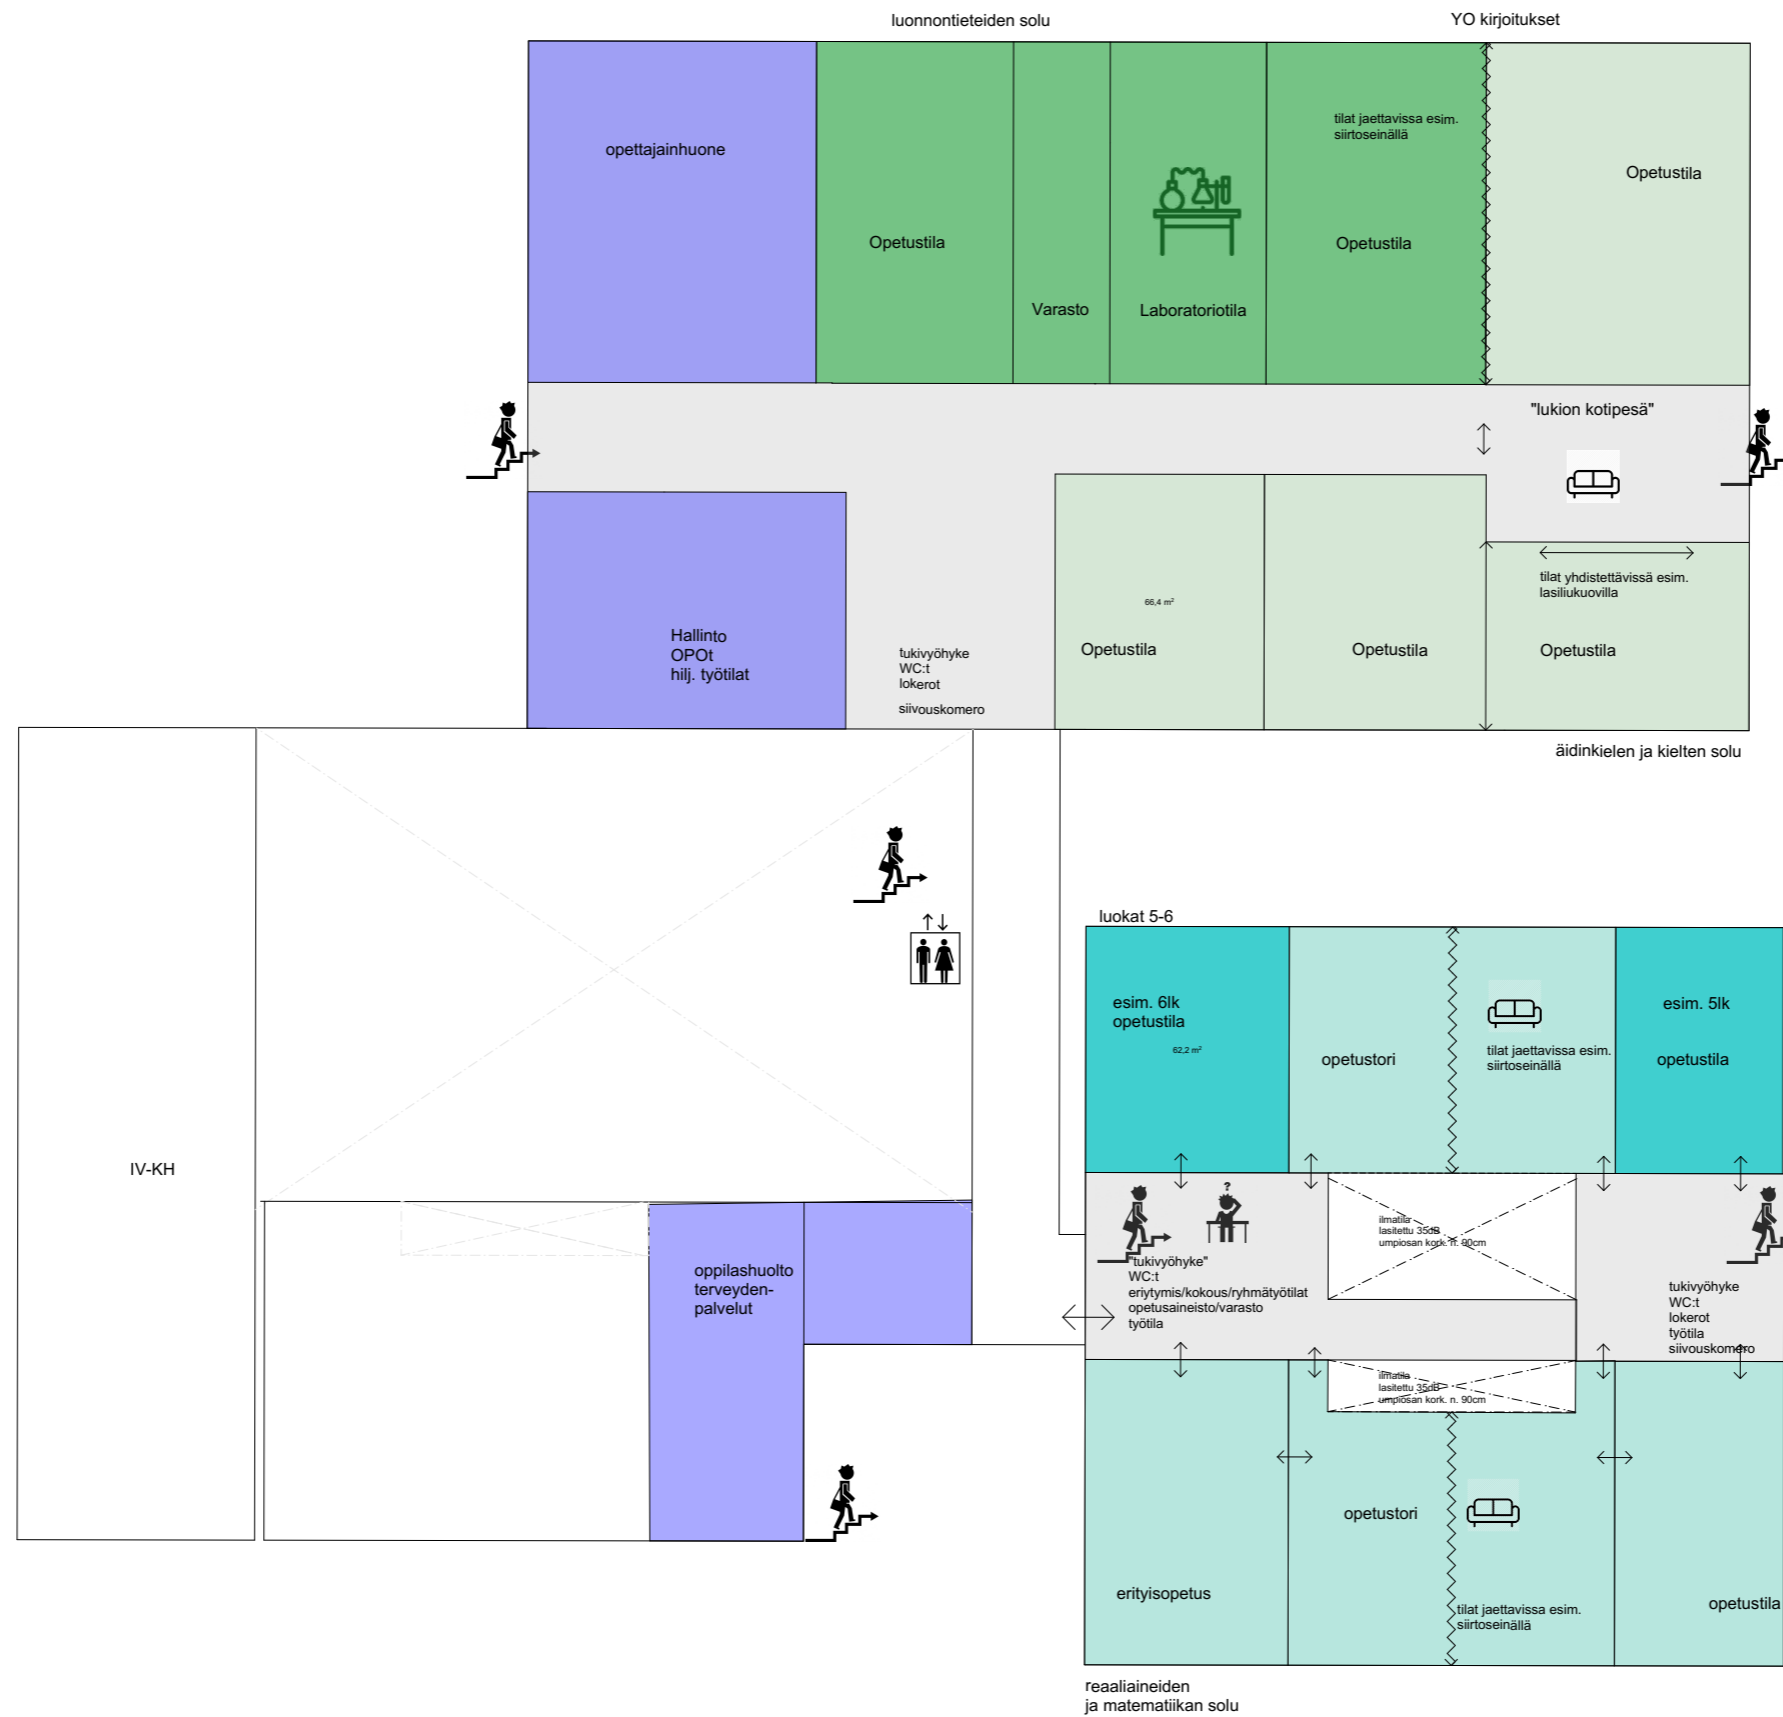 luonnontieteiden solu
YO kirjoitukset
opettajainhuone
Opetustila
Varasto
Laboratoriotila
tilat jaettavissa esim.
siirtoseinällä
Opetustila
Opetustila
"lukion kotipesä"
Hallinto
OPOt
hilj. työtilat
tukivyöhyke
WC:t
lokerot
siivouskomero
66,4 m²
Opetustila
Opetustila
tilat yhdistettävissä esim.
lasiliukuovilla
Opetustila
äidinkielen ja kielten solu
IV-KH
oppilashuolto
terveyden-
palvelut
luokat 5-6
esim. 6lk
opetustila
62,2 m²
opetustori
tilat jaettavissa esim.
siirtoseinällä
esim. 5lk
opetustila
?
"tukivyöhyke"
WC:t
eriytymis/kokous/ryhmätyötilat
opetusaineisto/varasto
työtila
ilmatila
lasitettu 35dB
umpiosan kork. n. 90cm
tukivyöhyke
WC:t
lokerot
työtila
siivouskomero
ilmatila
lasitettu 35dB
umpiosan kork. n. 90cm
erityisopetus
opetustori
tilat jaettavissa esim.
siirtoseinällä
opetustila
reaaliaineiden
ja matematiikan solu